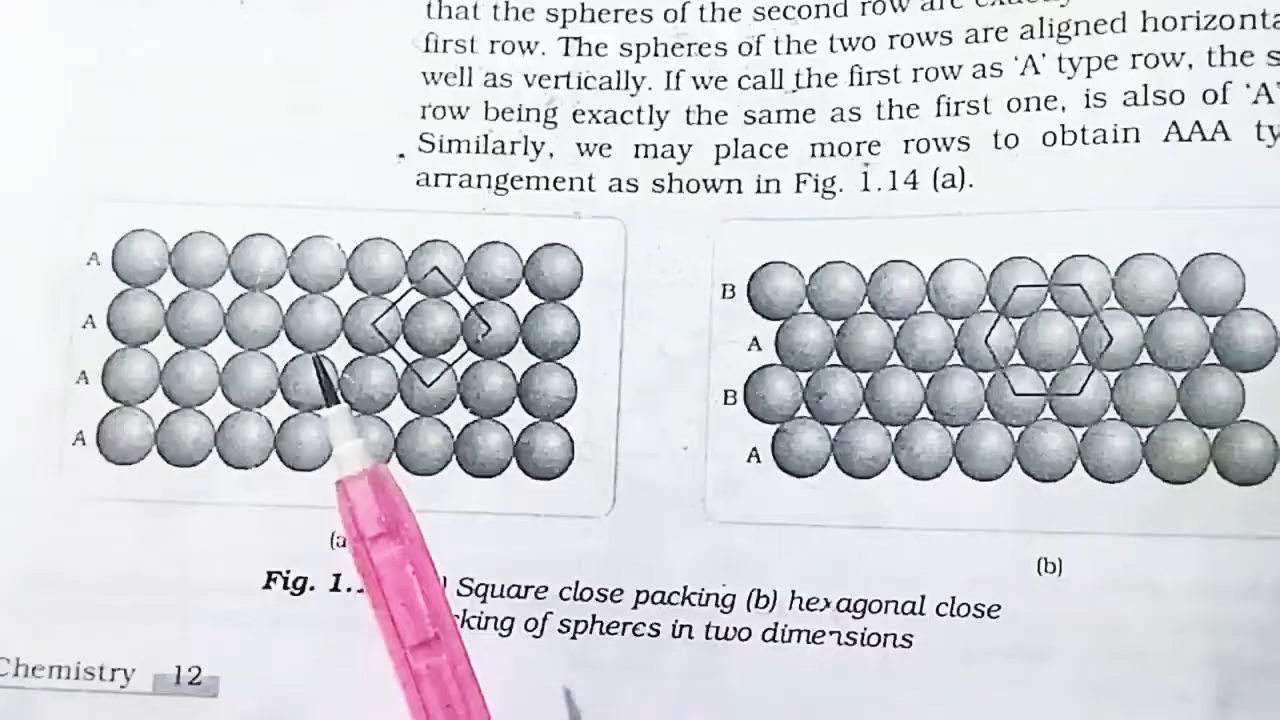 that the spheres of the second row are
first row. The spheres of the two rows are aligned horizonta
well as vertically. If we call the first row as 'A' type row, the s
row being exactly the same as the first one, is also of 'A'
Similarly, we may place more rows to obtain AAA ty
arrangement as shown in Fig. 1.14 (a).
A
A
A
A
B
A
B
A
(a
(b)
Fig. 1. Square close packing (b) hexagonal close
cking of spheres in two dimensions
Chemistry 12